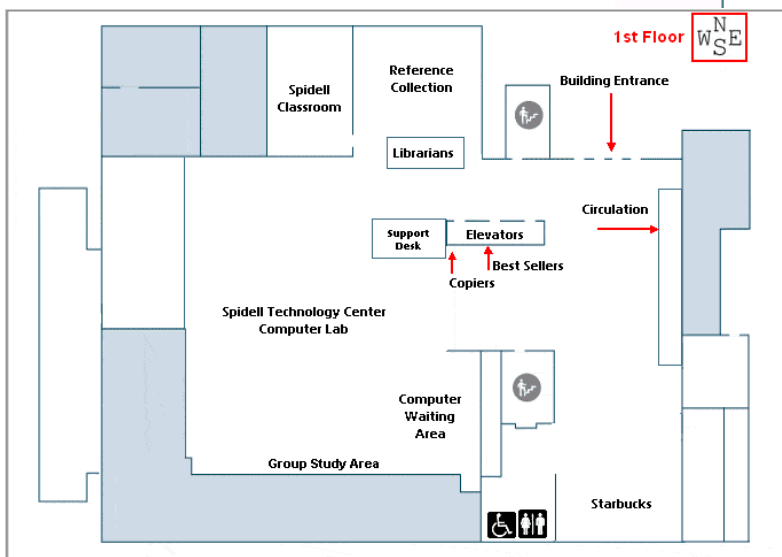 1st Floor
N
W E
S
Building Entrance
Reference
Collection
Spidell
Classroom
Librarians
Circulation
Support
Desk
Elevators
Best Sellers
Copiers
Spidell Technology Center
Computer Lab
Computer
Waiting
Area
Group Study Area
Starbucks